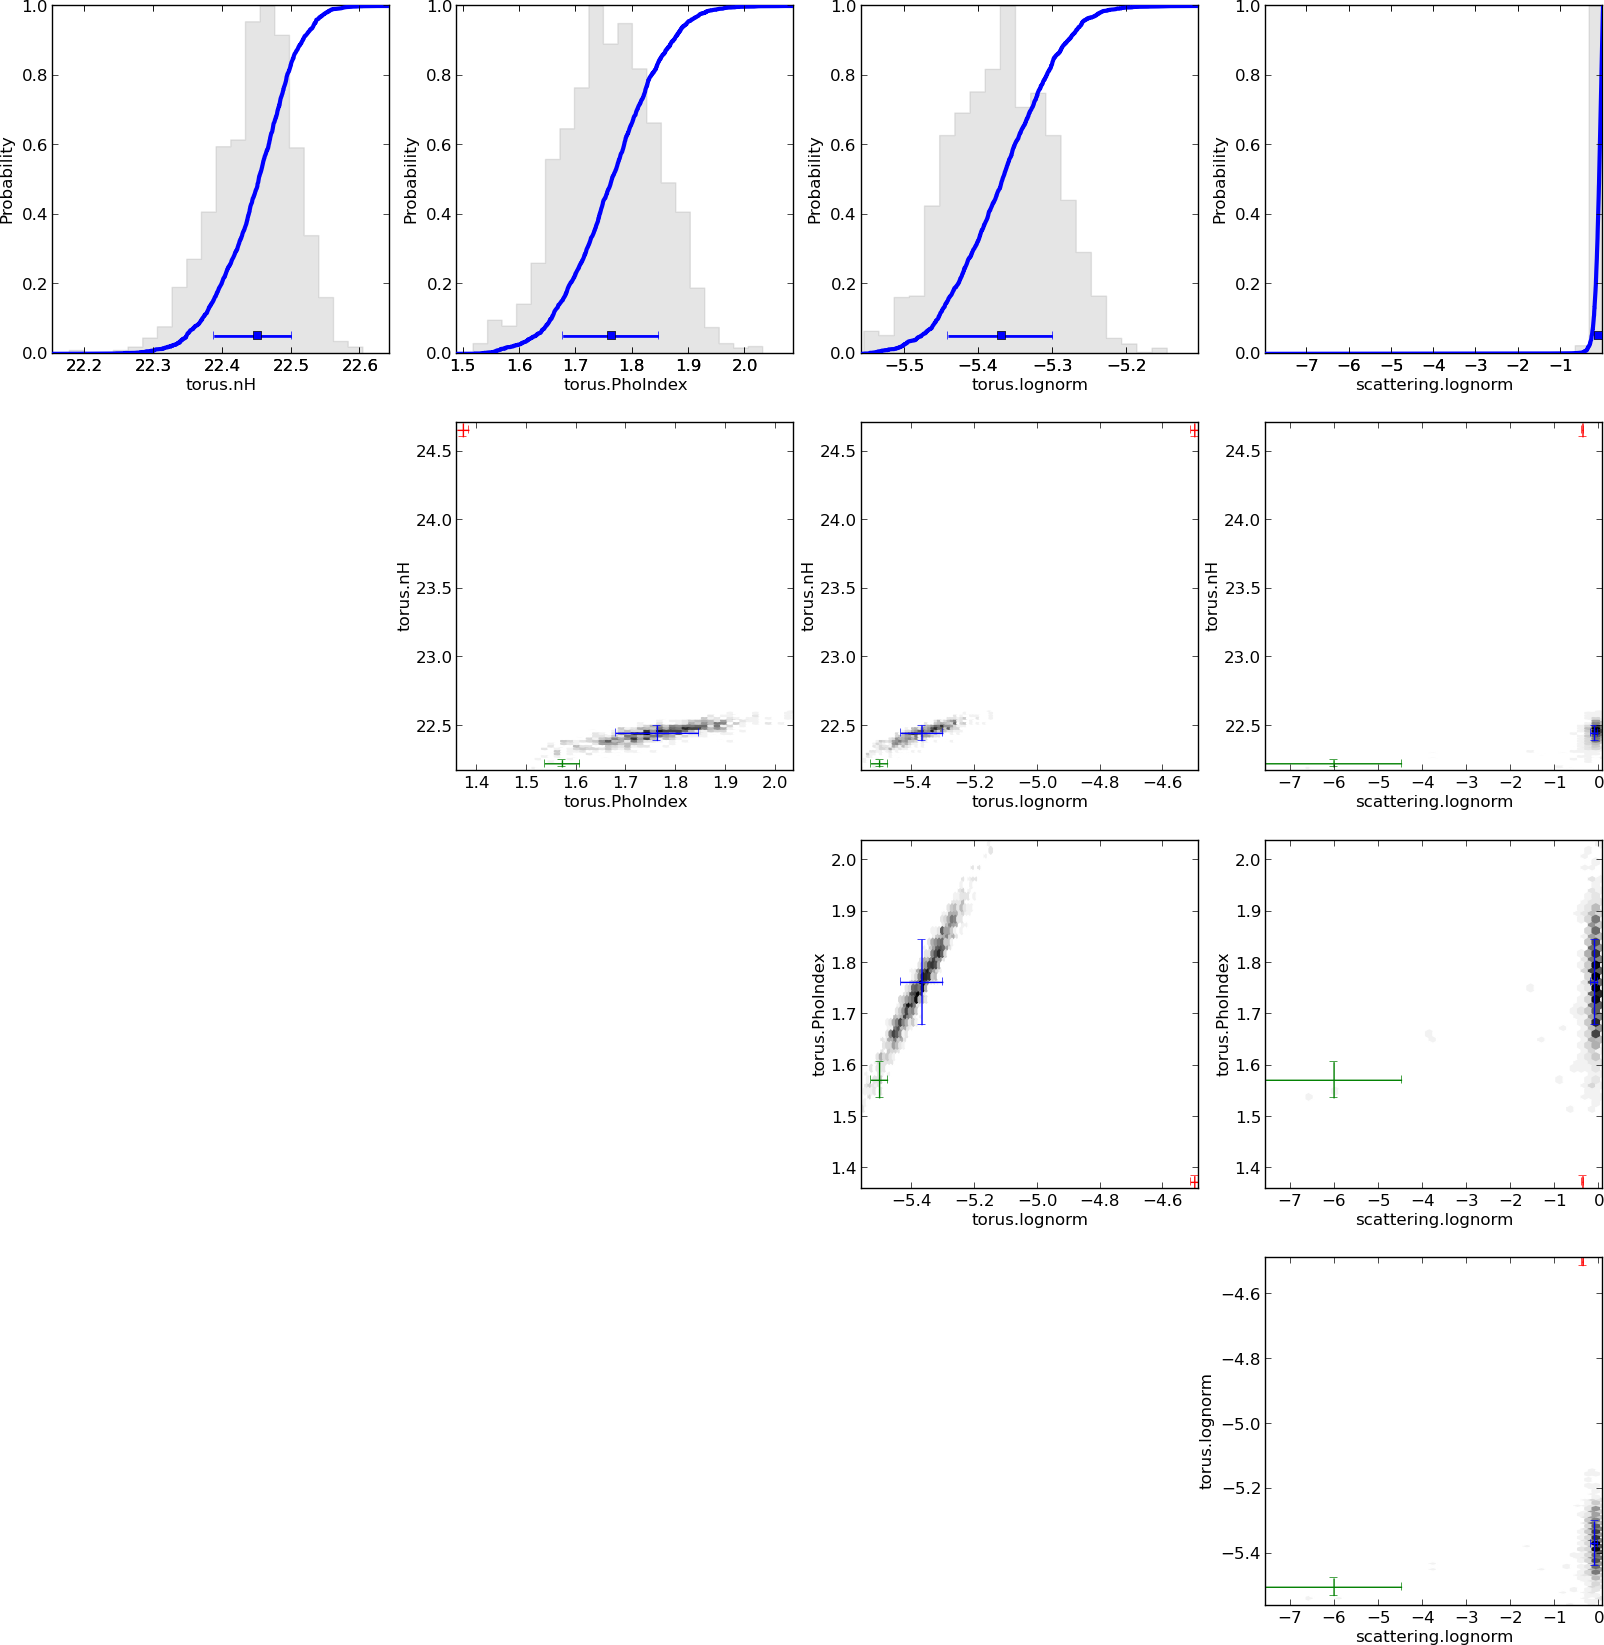 1.0 0.8 0.6 0.4 0.2 0.0
Probability
22.2 22.3 22.4 22.5 22.6
torus.nH
1.0 0.8 0.6 0.4 0.2 0.0
Probability
1.5 1.6 1.7 1.8 1.9 2.0
torus.PhoIndex
1.0 0.8 0.6 0.4 0.2 0.0
Probability
−5.5 −5.4 −5.3 −5.2
torus.lognorm
1.0 0.8 0.6 0.4 0.2 0.0
Probability
−7 −6 −5 −4 −3 −2 −1
scattering.lognorm
24.5 24.0 23.5 23.0 22.5
torus.nH
1.4 1.5 1.6 1.7 1.8 1.9 2.0
torus.PhoIndex
24.5 24.0 23.5 23.0 22.5
torus.nH
−5.4 −5.2 −5.0 −4.8 −4.6
torus.lognorm
24.5 24.0 23.5 23.0 22.5
torus.nH
−7 −6 −5 −4 −3 −2 −1 0
scattering.lognorm
2.0 1.9 1.8 1.7 1.6 1.5 1.4
torus.PhoIndex
−5.4 −5.2 −5.0 −4.8 −4.6
torus.lognorm
2.0 1.9 1.8 1.7 1.6 1.5 1.4
torus.PhoIndex
−7 −6 −5 −4 −3 −2 −1 0
scattering.lognorm
−4.6 −4.8 −5.0 −5.2 −5.4
torus.lognorm
−7 −6 −5 −4 −3 −2 −1 0
scattering.lognorm